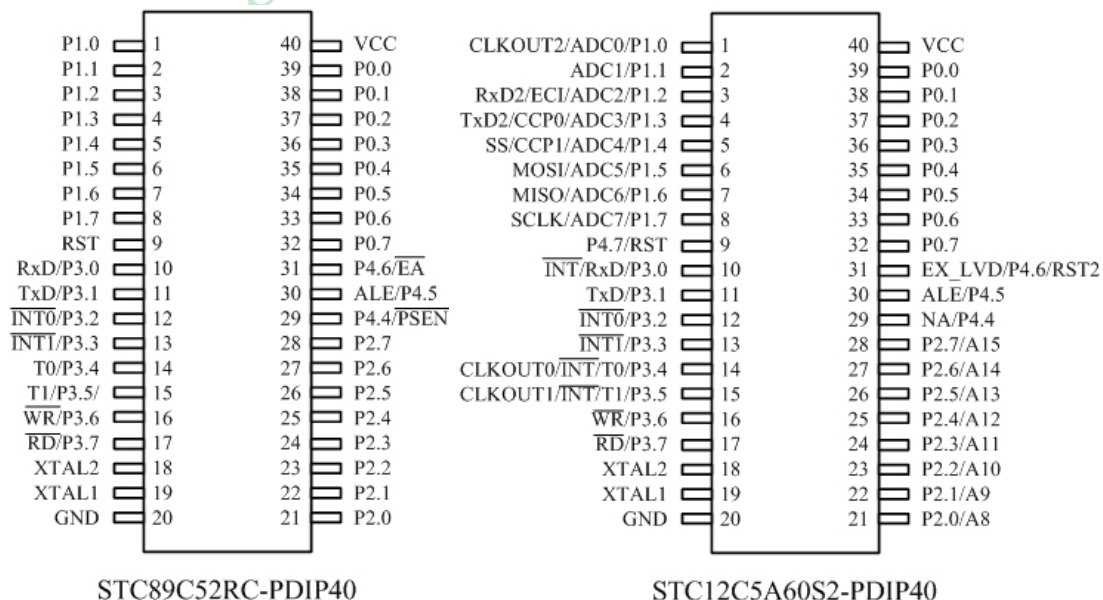 P1.0 1 40 VCC CLKOUT2/ADC0/P1.0 1 40 VCC
P1.1 2 39 P0.0 ADC1/P1.1 2 39 P0.0
P1.2 3 38 P0.1 RxD2/ECI/ADC2/P1.2 3 38 P0.1
P1.3 4 37 P0.2 TxD2/CCP0/ADC3/P1.3 4 37 P0.2
P1.4 5 36 P0.3 SS/CCP1/ADC4/P1.4 5 36 P0.3
P1.5 6 35 P0.4 MOSI/ADC5/P1.5 6 35 P0.4
P1.6 7 34 P0.5 MISO/ADC6/P1.6 7 34 P0.5
P1.7 8 33 P0.6 SCLK/ADC7/P1.7 8 33 P0.6
RST 9 32 P0.7 P4.7/RST 9 32 P0.7
RxD/P3.0 10 31 P4.6/EA INT/RxD/P3.0 10 31 EX_LVD/P4.6/RST2
TxD/P3.1 11 30 ALE/P4.5 TxD/P3.1 11 30 ALE/P4.5
INT0/P3.2 12 29 P4.4/PSEN INT0/P3.2 12 29 NA/P4.4
INT1/P3.3 13 28 P2.7 INT1/P3.3 13 28 P2.7/A15
T0/P3.4 14 27 P2.6 CLKOUT0/INT/T0/P3.4 14 27 P2.6/A14
T1/P3.5/ 15 26 P2.5 CLKOUT1/INT/T1/P3.5 15 26 P2.5/A13
WR/P3.6 16 25 P2.4 WR/P3.6 16 25 P2.4/A12
RD/P3.7 17 24 P2.3 RD/P3.7 17 24 P2.3/A11
XTAL2 18 23 P2.2 XTAL2 18 23 P2.2/A10
XTAL1 19 22 P2.1 XTAL1 19 22 P2.1/A9
GND 20 21 P2.0 GND 20 21 P2.0/A8
STC89C52RC-PDIP40 STC12C5A60S2-PDIP40